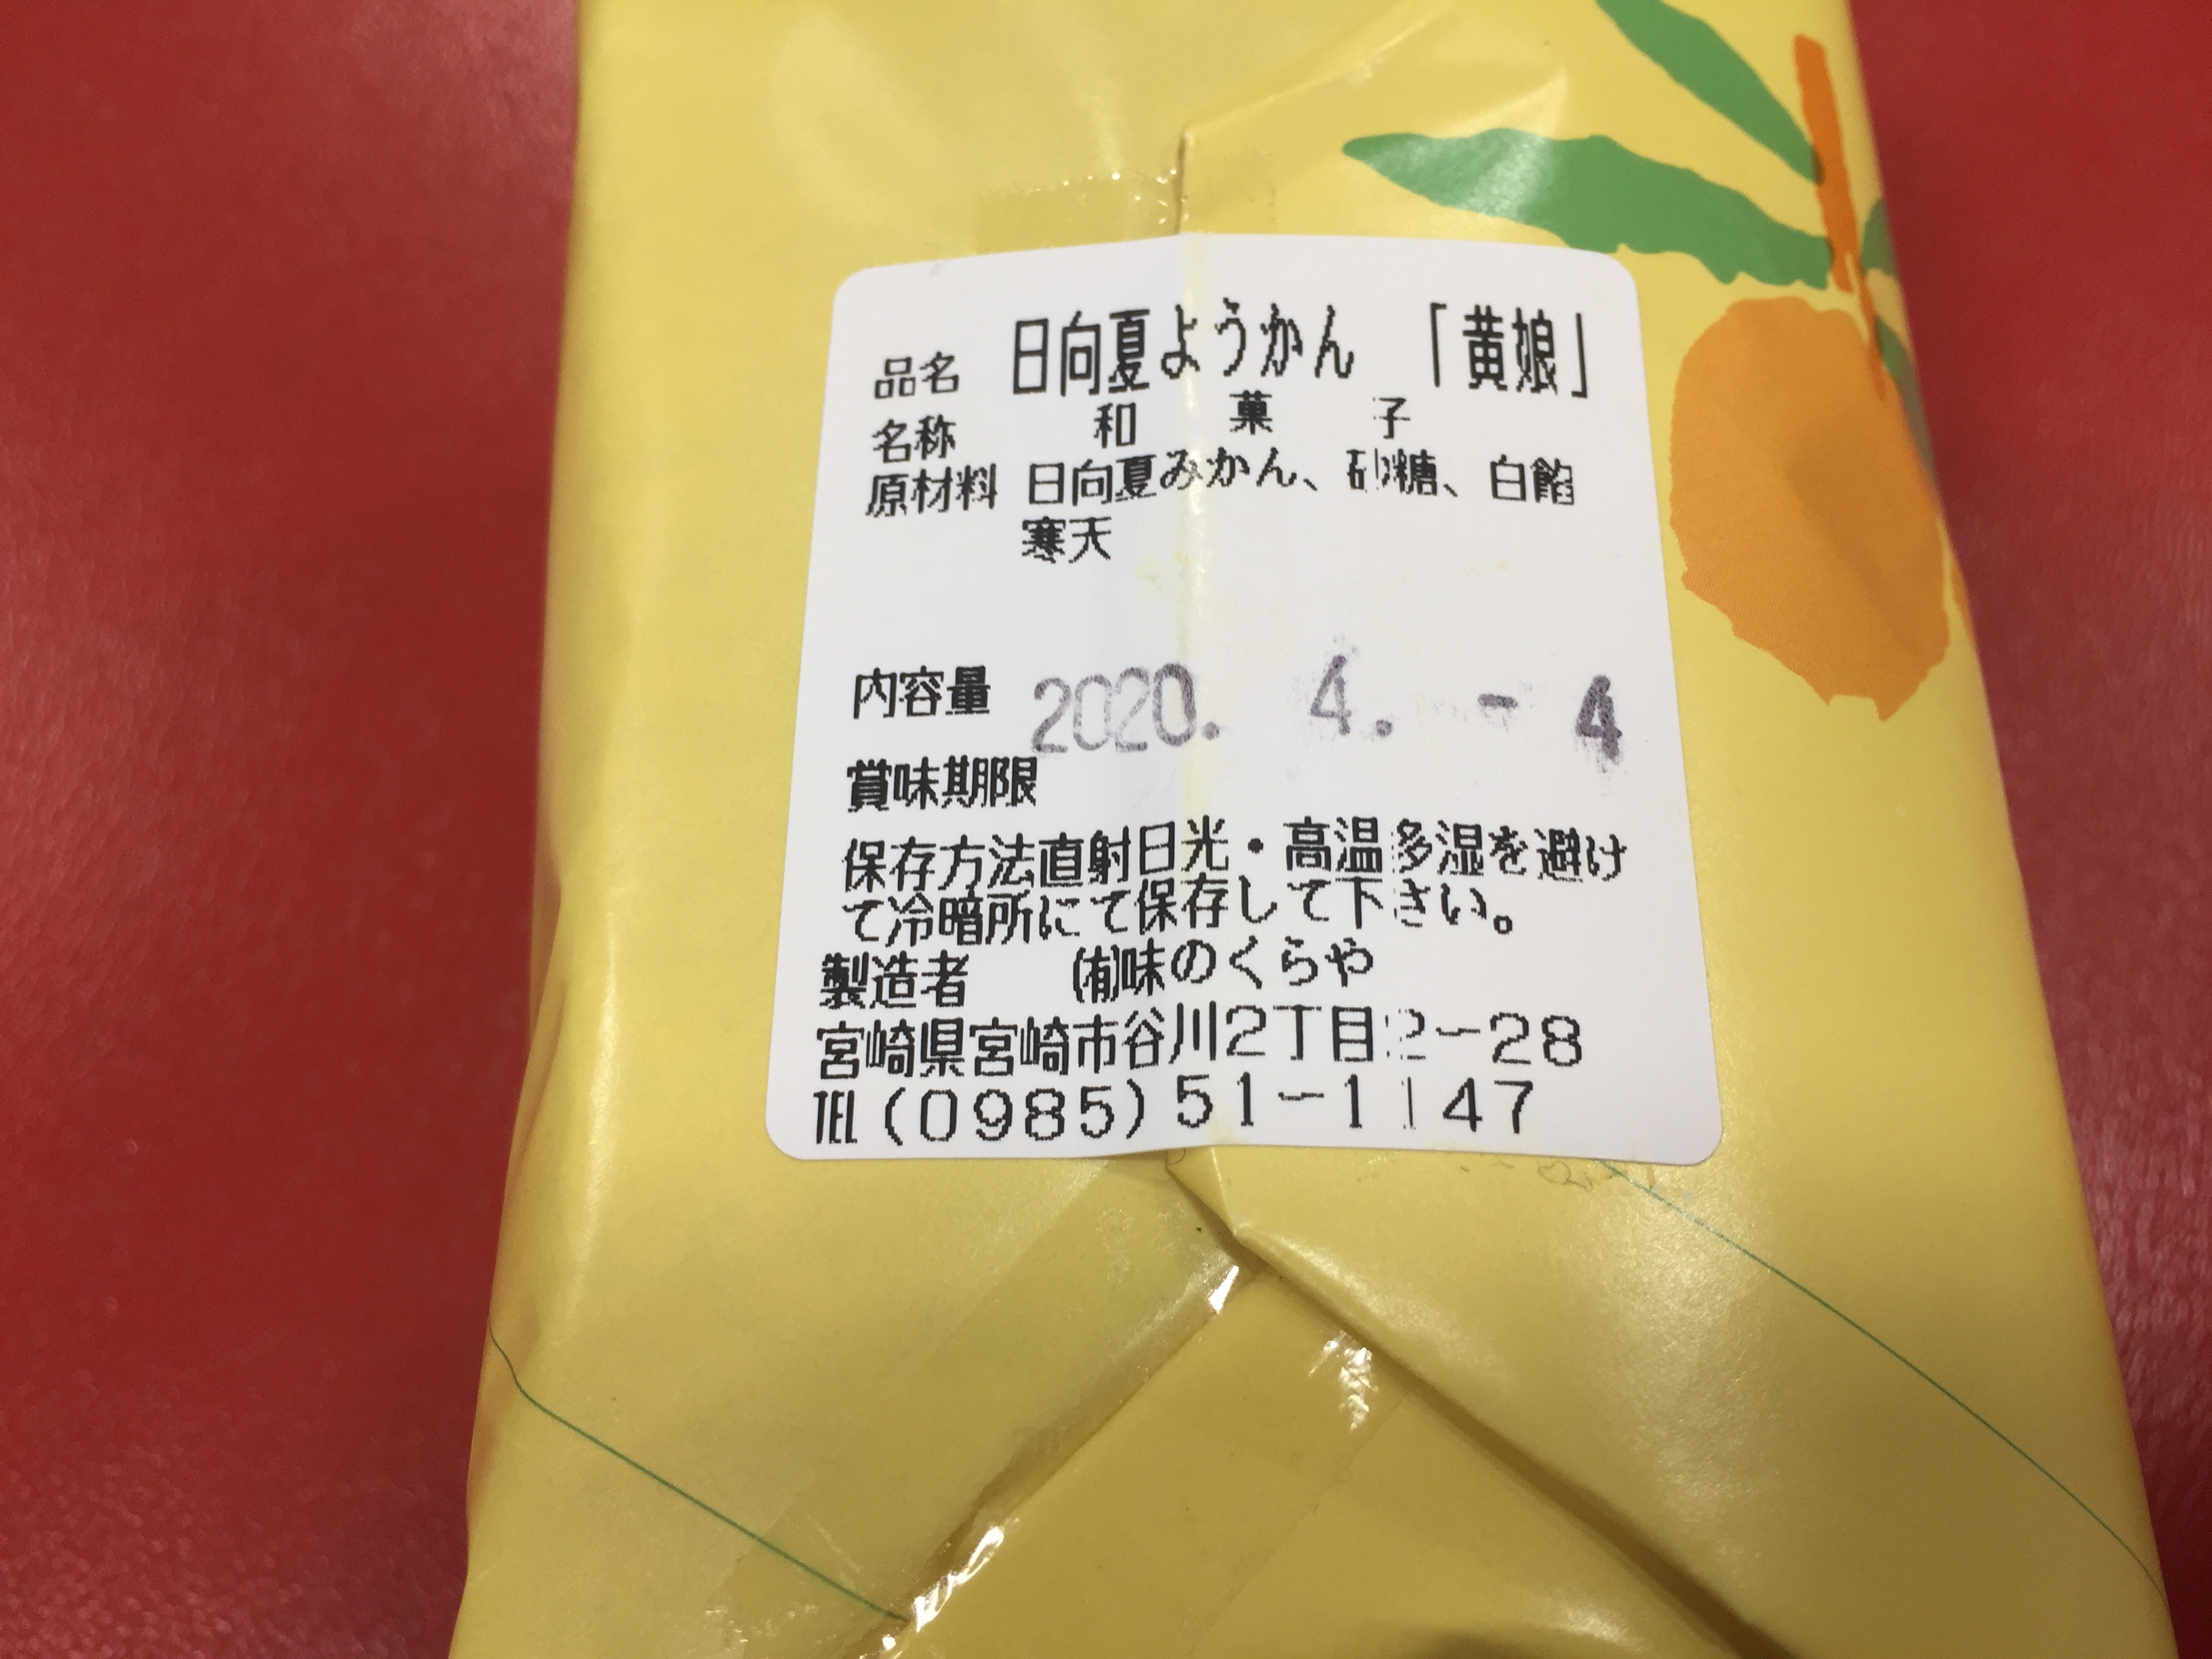 品名 日向夏ようかん 「黄娘」
名称 和菓子
原材料 日向夏みかん、砂糖、白餡
寒天
内容量 2020. 4. - 4
賞味期限
保存方法直射日光・高温多湿を避け
て冷暗所にて保存して下さい。
製造者 ㈲味のくらや
宮崎県宮崎市谷川2丁目2-28
℡(0985)51-1147